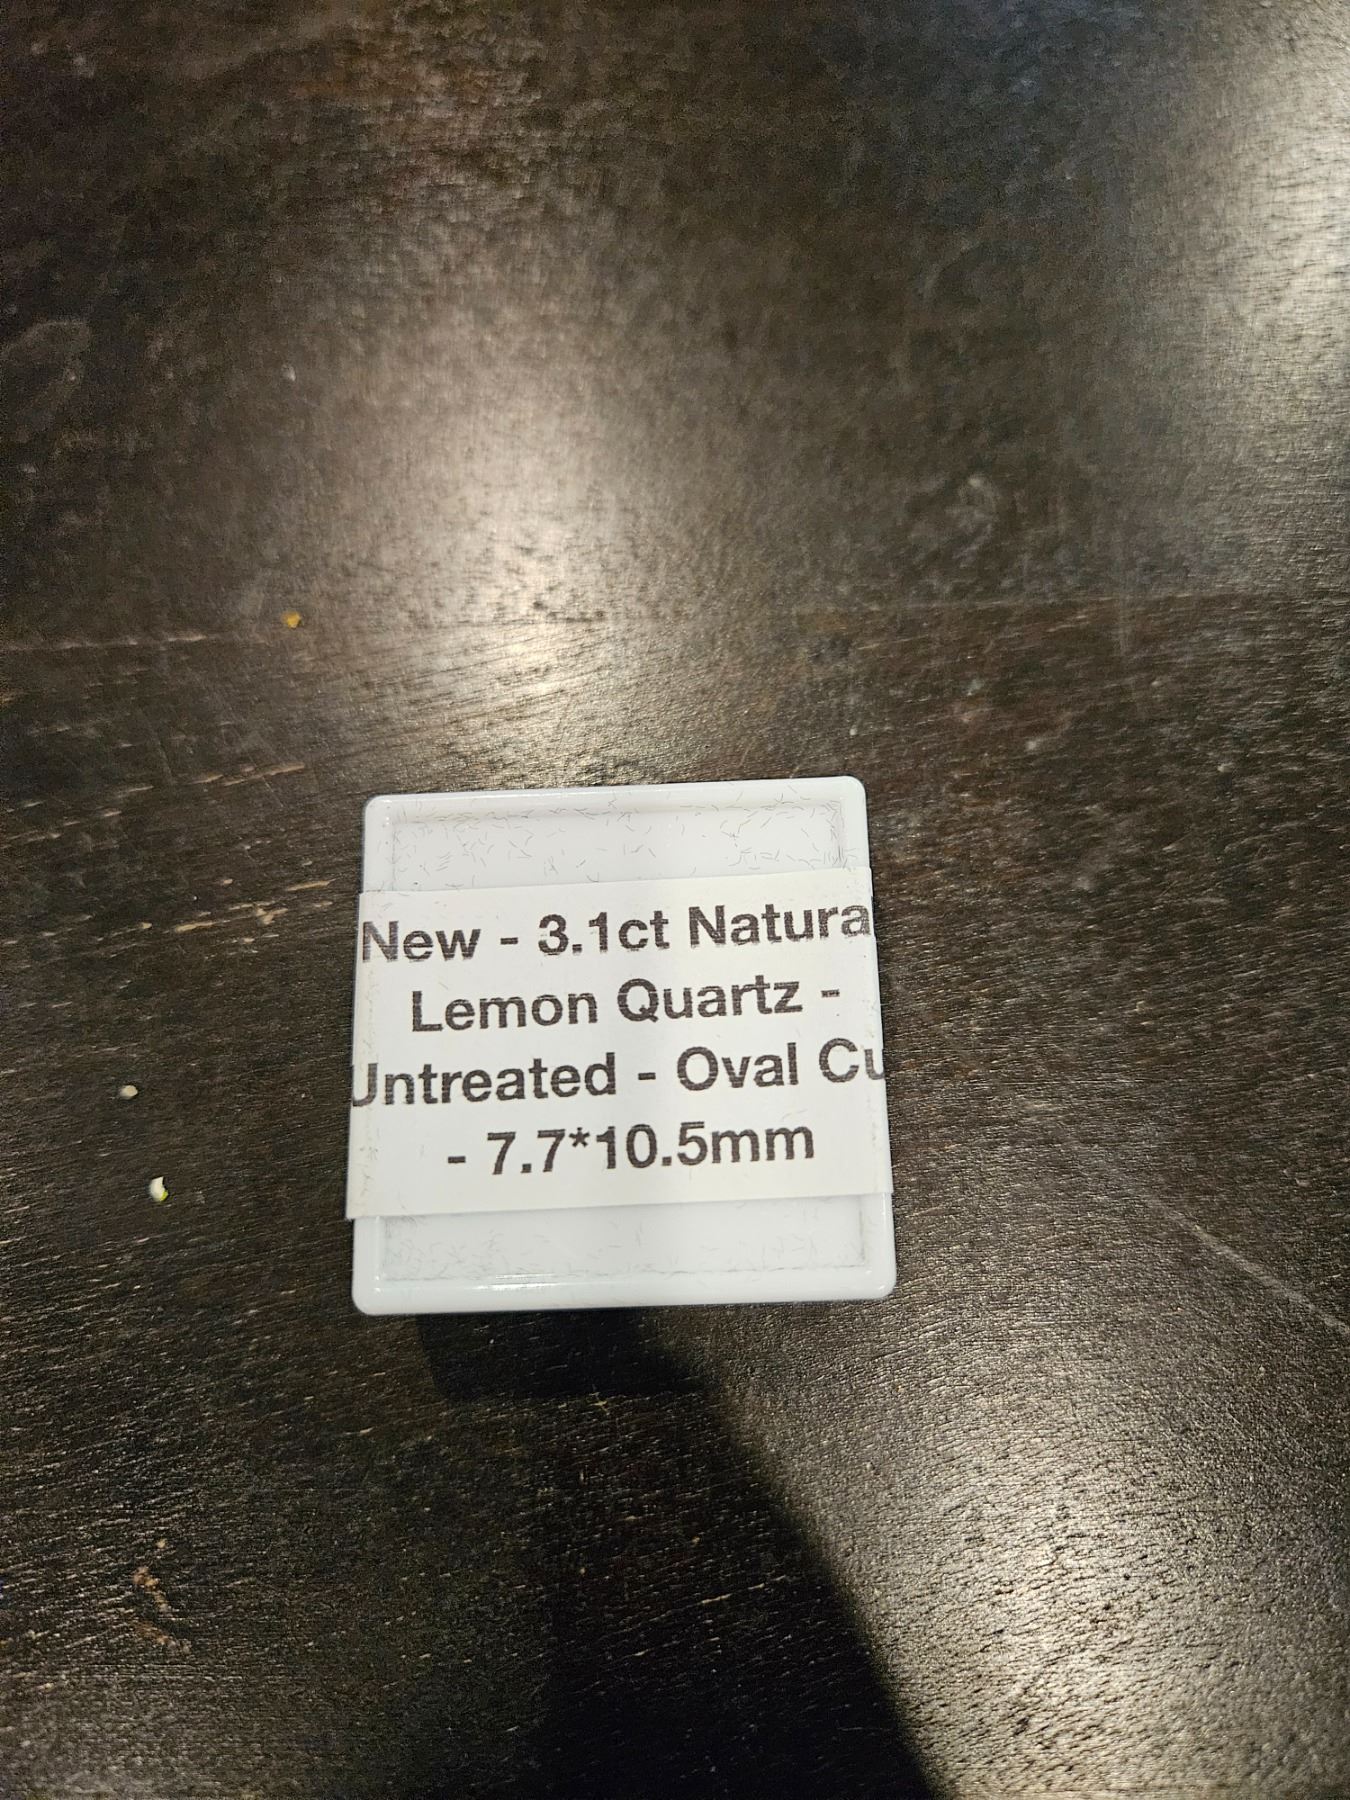 New - 3.1ct Natura
Lemon Quartz -
Untreated - Oval Cu
- 7.7*10.5mm